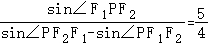 sin∠F₁PF₂ / (sin∠PF₂F₁-sin∠PF₁F₂) = 5/4